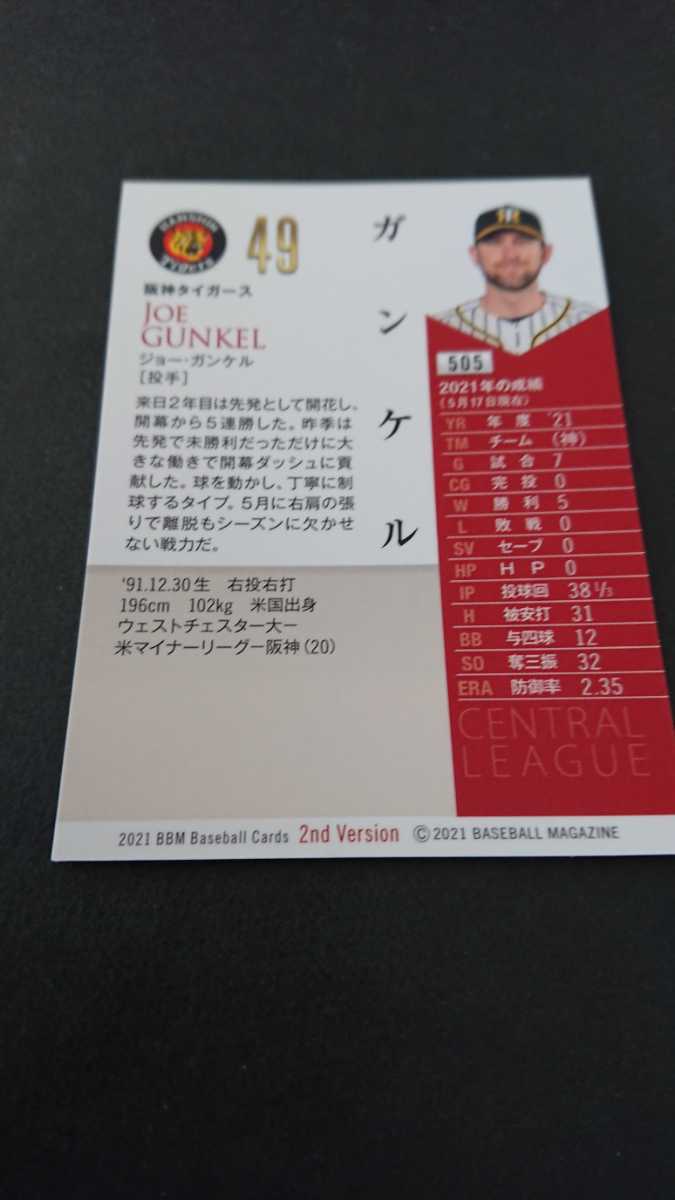 HANSHIN
Tigers
49
阪神タイガース
JOE
GUNKEL
ジョー・ガンケル
[投手]
ガンケル
来日2年目は先発として開花し、
開幕から5連勝した。昨季は
先発で未勝利だっただけに大
きな働きで開幕ダッシュに貢
献した。球を動かし、丁寧に制
球するタイプ。5月に右肩の張
りで離脱もシーズンに欠かせ
ない戦力だ。
'91.12.30生 右投右打
196cm 102kg 米国出身
ウェストチェスター大ー
米マイナーリーグー阪神(20)
505
2021年の成績
(5月17日現在)
YR 年度 '21
TM チーム (神)
G 試合 7
CG 完投 0
W 勝利 5
L 敗戦 0
SV セーブ 0
HP HP 0
IP 投球回 38 1/3
H 被安打 31
BB 与四球 12
SO 奪三振 32
ERA 防御率 2.35
CENTRAL
LEAGUE
2021 BBM Baseball Cards 2nd Version ©2021 BASEBALL MAGAZINE